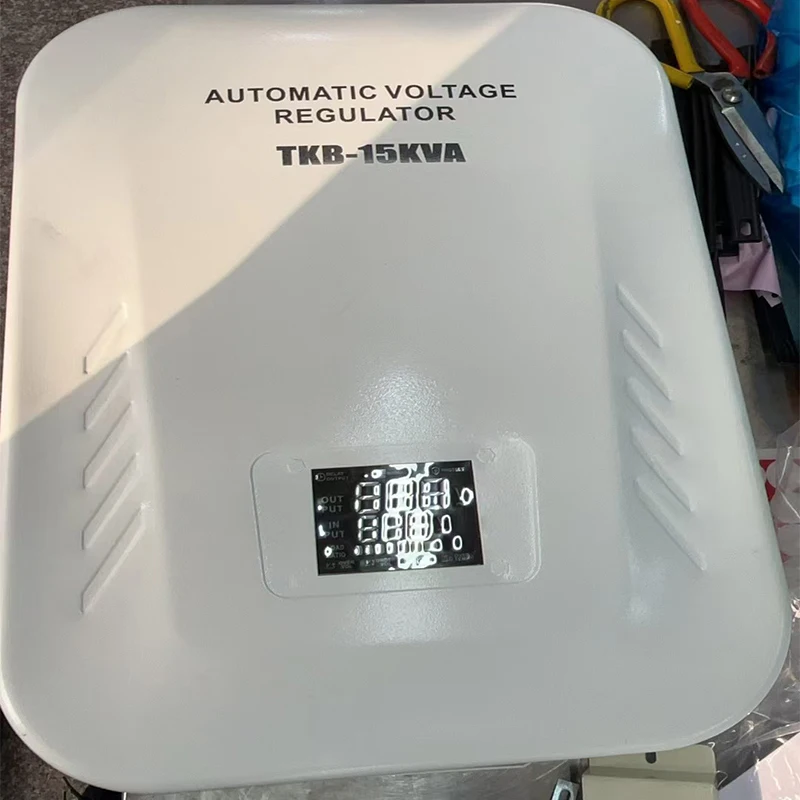 AUTOMATIC VOLTAGE
REGULATOR
TKB-15KVA
OUT
PUT
IN
PUT